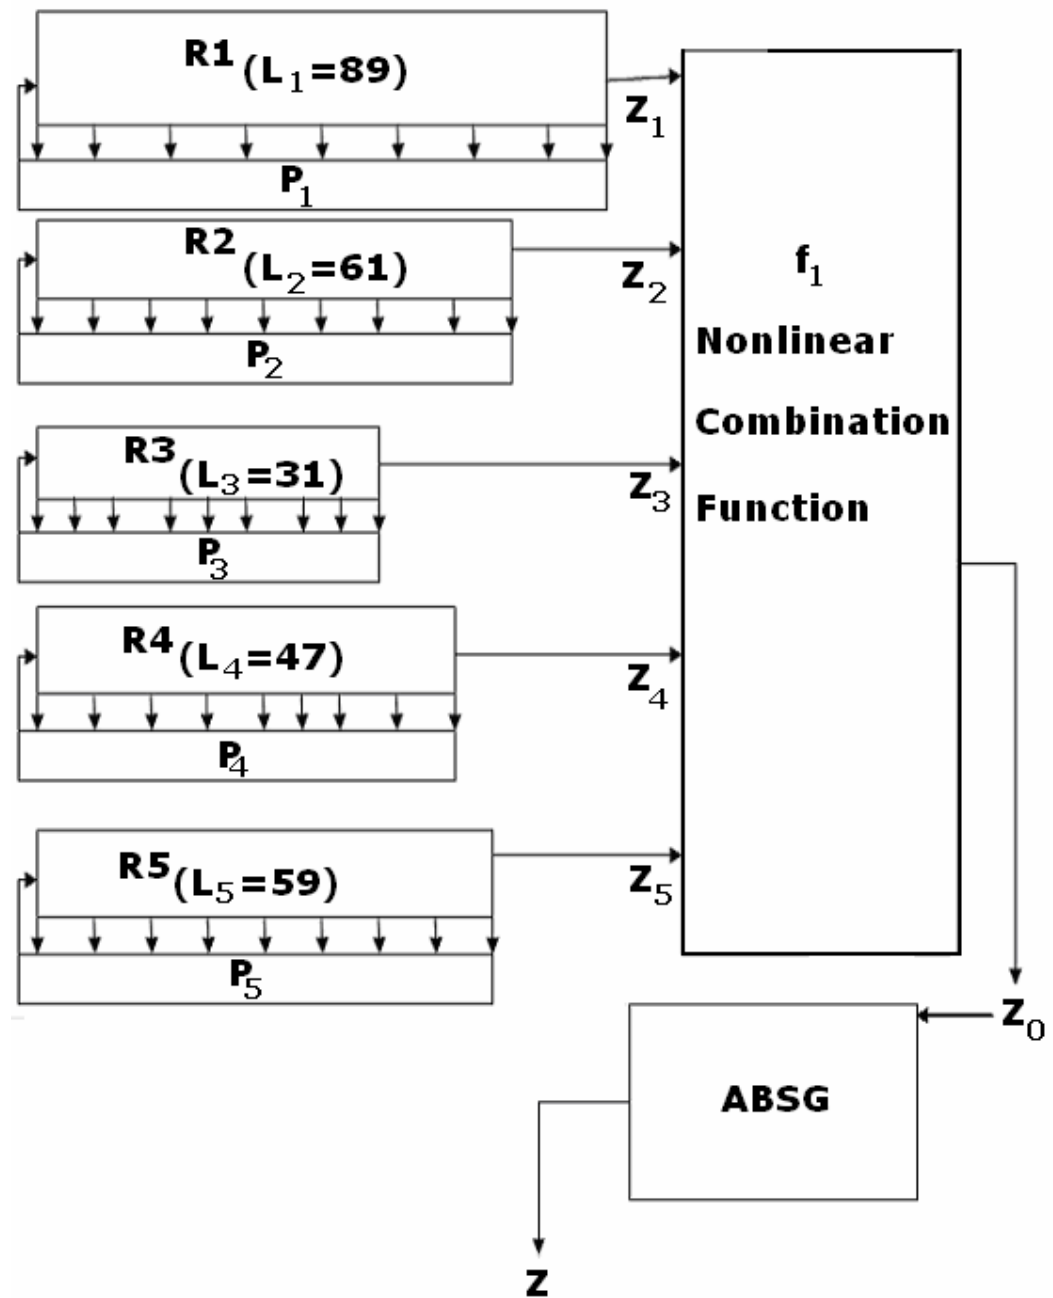 R1 (L1=89)
Z1
P1
R2 (L2=61)
Z2
P2
f1
Nonlinear
Combination
Function
R3 (L3=31)
Z3
P3
R4 (L4=47)
Z4
P4
R5 (L5=59)
Z5
P5
Z0
ABSG
Z